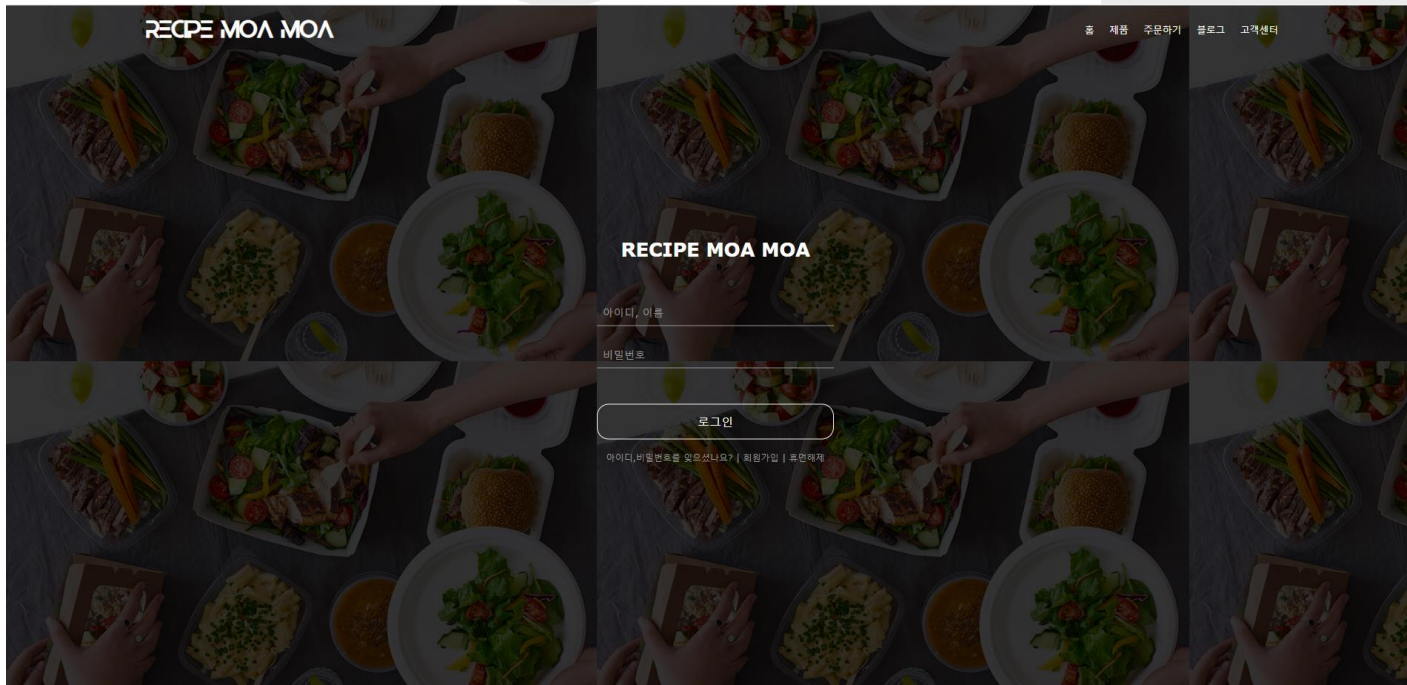 RECIPE MOA MOA
홈 제품 주문하기 블로그 고객센터
RECIPE MOA MOA
아이디, 이름
비밀번호
로그인
아이디,비밀번호를 잊으셨나요? | 회원가입 | 휴면해제